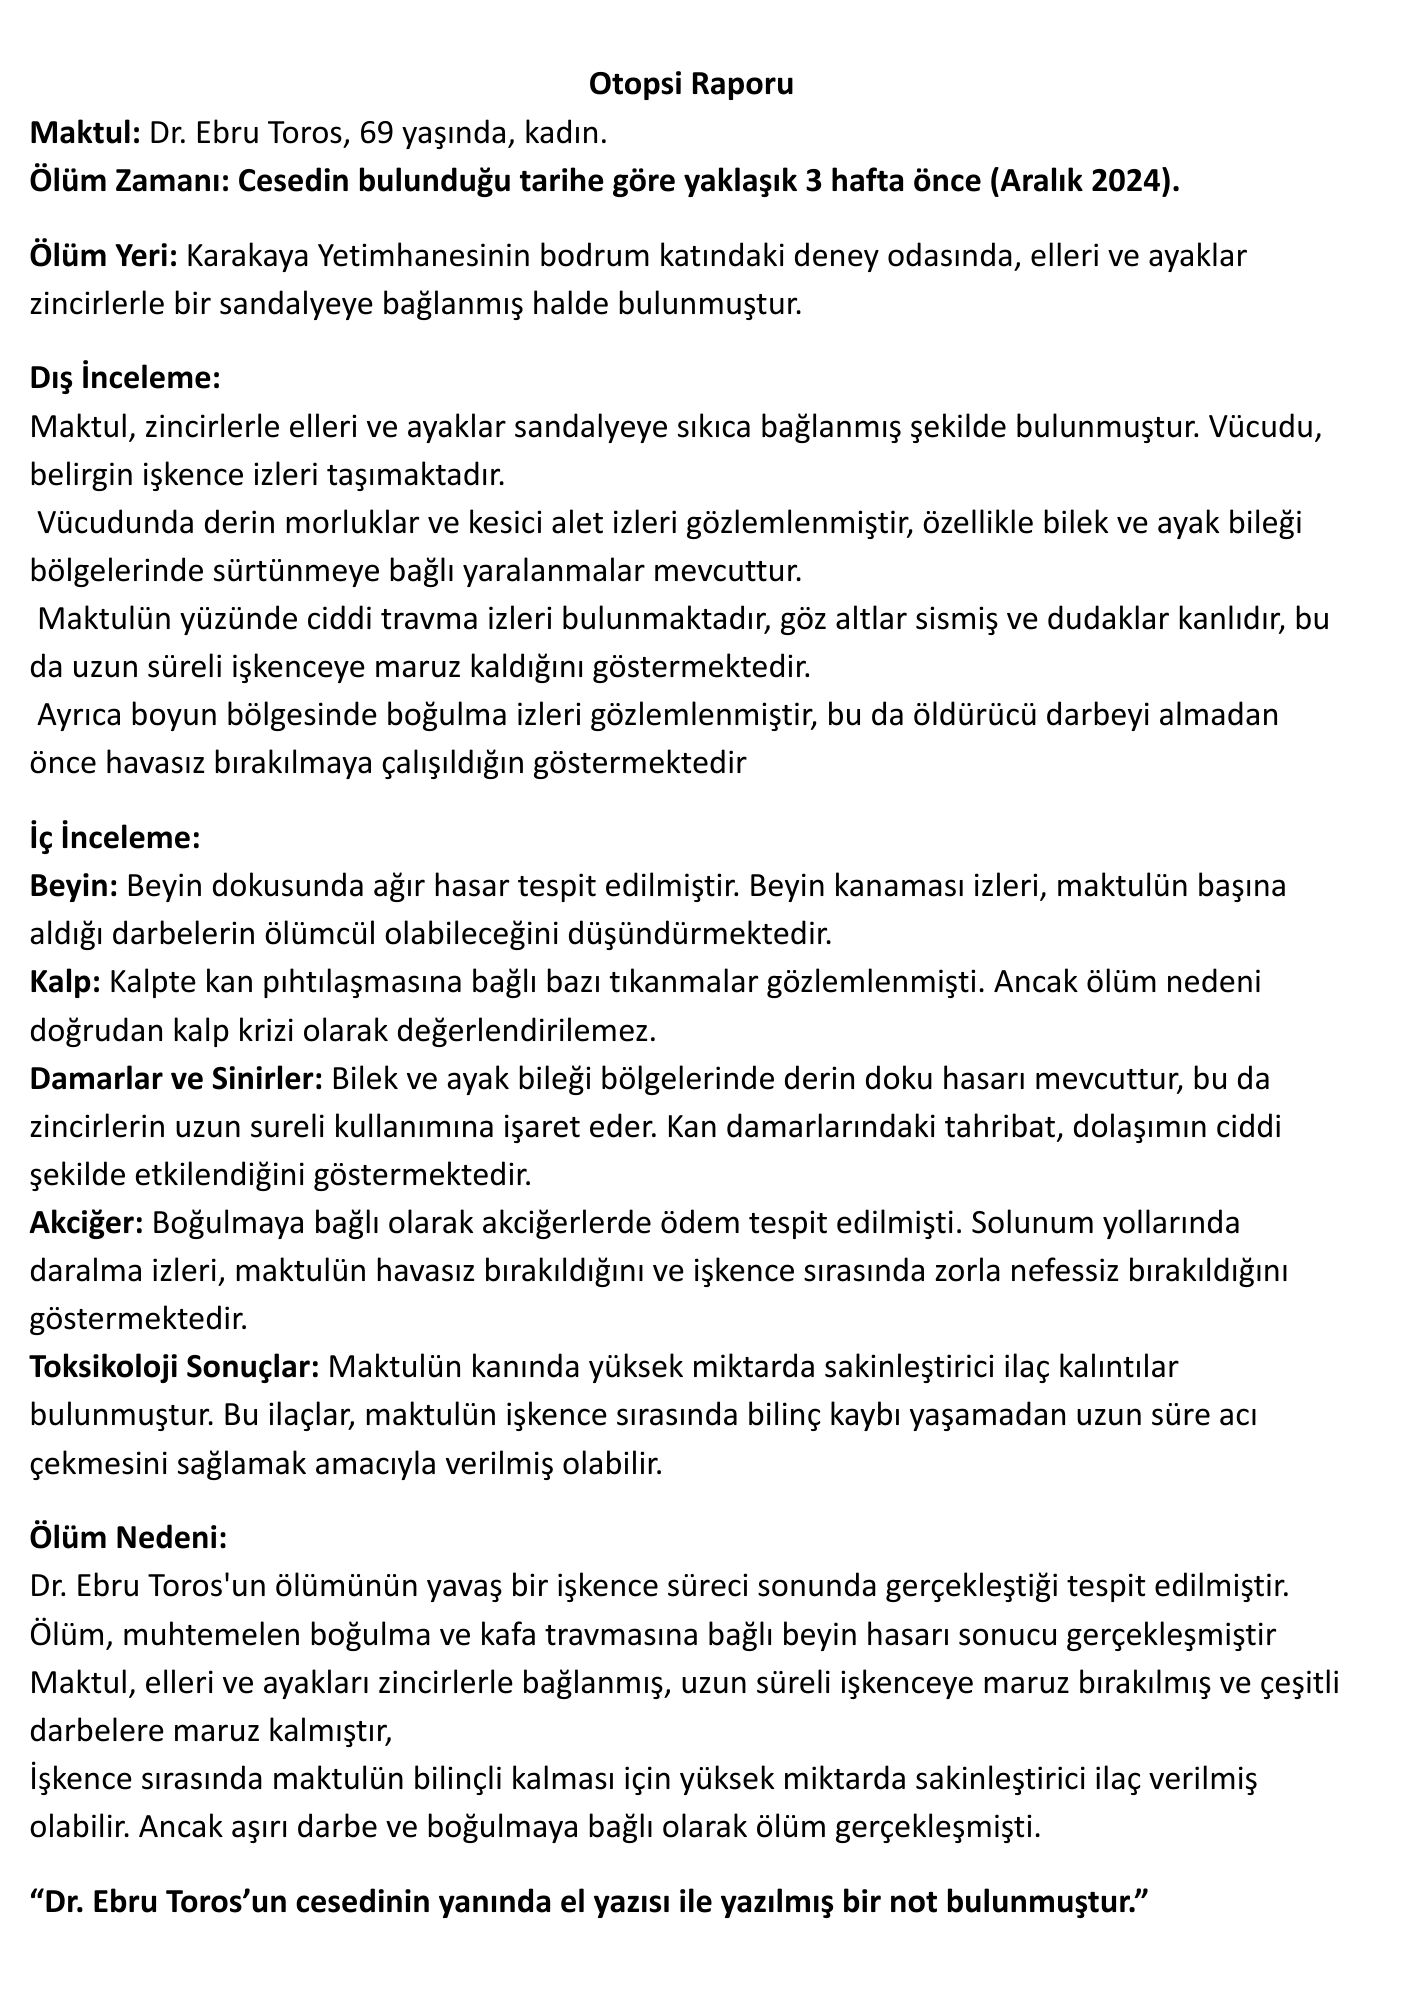 Otopsi Raporu
Maktul: Dr. Ebru Toros, 69 yaşında, kadın.
Ölüm Zamanı: Cesedin bulunduğu tarihe göre yaklaşık 3 hafta önce (Aralık 2024).
Ölüm Yeri: Karakaya Yetimhanesinin bodrum katındaki deney odasında, elleri ve ayaklar
zincirlerle bir sandalyeye bağlanmış halde bulunmuştur.
Dış İnceleme:
Maktul, zincirlerle elleri ve ayaklar sandalyeye sıkıca bağlanmış şekilde bulunmuştur. Vücudu,
belirgin işkence izleri taşımaktadır.
Vücudunda derin morluklar ve kesici alet izleri gözlemlenmiştir, özellikle bilek ve ayak bileği
bölgelerinde sürtünmeye bağlı yaralanmalar mevcuttur.
Maktulün yüzünde ciddi travma izleri bulunmaktadır, göz altlar sismiş ve dudaklar kanlıdır, bu
da uzun süreli işkenceye maruz kaldığını göstermektedir.
Ayrıca boyun bölgesinde boğulma izleri gözlemlenmiştir, bu da öldürücü darbeyi almadan
önce havasız bırakılmaya çalışıldığın göstermektedir
İç İnceleme:
Beyin: Beyin dokusunda ağır hasar tespit edilmiştir. Beyin kanaması izleri, maktulün başına
aldığı darbelerin ölümcül olabileceğini düşündürmektedir.
Kalp: Kalpte kan pıhtılaşmasına bağlı bazı tıkanmalar gözlemlenmişti. Ancak ölüm nedeni
doğrudan kalp krizi olarak değerlendirilemez.
Damarlar ve Sinirler: Bilek ve ayak bileği bölgelerinde derin doku hasarı mevcuttur, bu da
zincirlerin uzun sureli kullanımına işaret eder. Kan damarlarındaki tahribat, dolaşımın ciddi
şekilde etkilendiğini göstermektedir.
Akciğer: Boğulmaya bağlı olarak akciğerlerde ödem tespit edilmişti. Solunum yollarında
daralma izleri, maktulün havasız bırakıldığını ve işkence sırasında zorla nefessiz bırakıldığını
göstermektedir.
Toksikoloji Sonuçlar: Maktulün kanında yüksek miktarda sakinleştirici ilaç kalıntılar
bulunmuştur. Bu ilaçlar, maktulün işkence sırasında bilinç kaybı yaşamadan uzun süre acı
çekmesini sağlamak amacıyla verilmiş olabilir.
Ölüm Nedeni:
Dr. Ebru Toros'un ölümünün yavaş bir işkence süreci sonunda gerçekleştiği tespit edilmiştir.
Ölüm, muhtemelen boğulma ve kafa travmasına bağlı beyin hasarı sonucu gerçekleşmiştir
Maktul, elleri ve ayakları zincirlerle bağlanmış, uzun süreli işkenceye maruz bırakılmış ve çeşitli
darbelere maruz kalmıştır,
İşkence sırasında maktulün bilinçli kalması için yüksek miktarda sakinleştirici ilaç verilmiş
olabilir. Ancak aşırı darbe ve boğulmaya bağlı olarak ölüm gerçekleşmişti.
“Dr. Ebru Toros’un cesedinin yanında el yazısı ile yazılmış bir not bulunmuştur.”